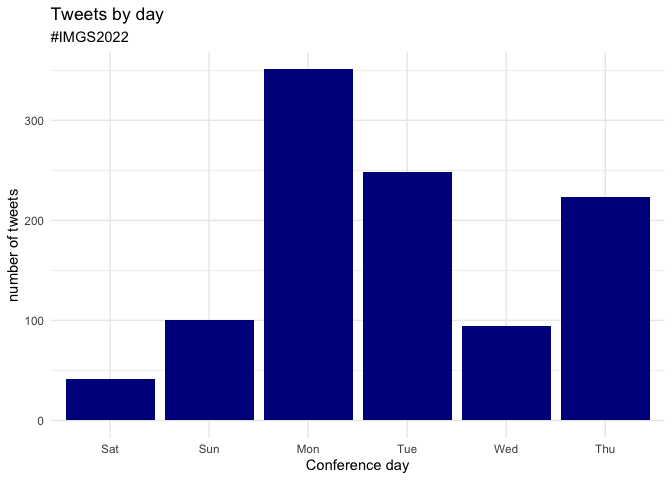 Tweets by day
#IMGS2022
number of tweets
300
200
100
0
Sat Sun Mon Tue Wed Thu
Conference day